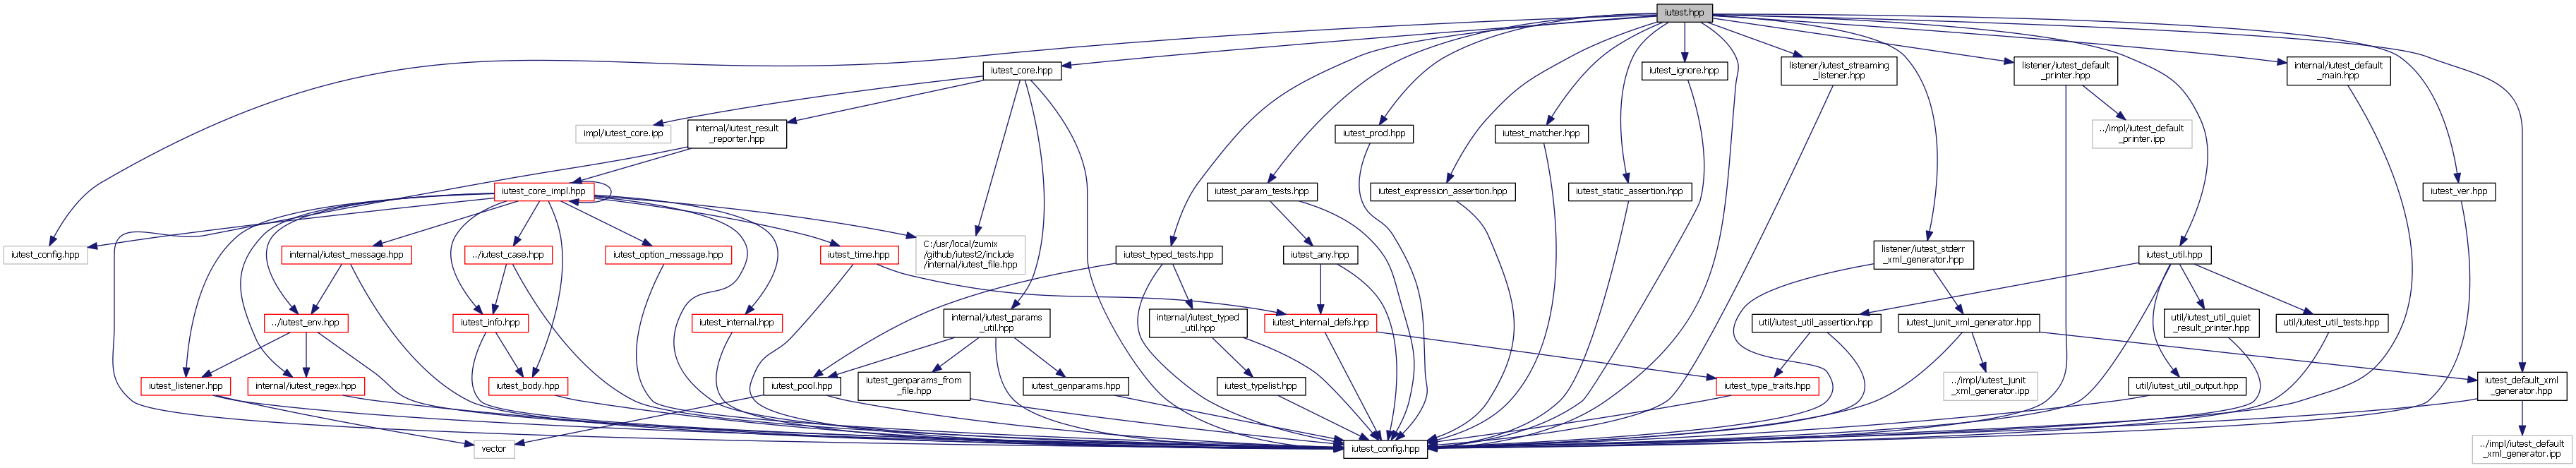 iutest.hpp
iutest_core.hpp
iutest_ignore.hpp
listener/iutest_streaming
_listener.hpp
listener/iutest_default
_printer.hpp
internal/iutest_default
_main.hpp
impl/iutest_core.ipp
internal/iutest_result
_reporter.hpp
iutest_prod.hpp
iutest_matcher.hpp
../impl/iutest_default
_printer.ipp
iutest_core_impl.hpp
iutest_param_tests.hpp
iutest_expression_assertion.hpp
iutest_static_assertion.hpp
iutest_ver.hpp
iutest_config.hpp
internal/iutest_message.hpp
../iutest_case.hpp
iutest_option_message.hpp
iutest_time.hpp
C:/usr/local/zumix
/github/iutest2/include
/internal/iutest_file.hpp
iutest_typed_tests.hpp
iutest_any.hpp
listener/iutest_stderr
_xml_generator.hpp
iutest_util.hpp
../iutest_env.hpp
iutest_info.hpp
iutest_internal.hpp
internal/iutest_params
_util.hpp
internal/iutest_typed
_util.hpp
iutest_internal_defs.hpp
util/iutest_util_assertion.hpp
iutest_junit_xml_generator.hpp
util/iutest_util_quiet
_result_printer.hpp
util/iutest_util_tests.hpp
iutest_listener.hpp
internal/iutest_regex.hpp
iutest_body.hpp
iutest_pool.hpp
iutest_genparams_from
_file.hpp
iutest_genparams.hpp
iutest_typelist.hpp
iutest_type_traits.hpp
../impl/iutest_junit
_xml_generator.ipp
util/iutest_util_output.hpp
iutest_default_xml
_generator.hpp
vector
iutest_config.hpp
../impl/iutest_default
_xml_generator.ipp